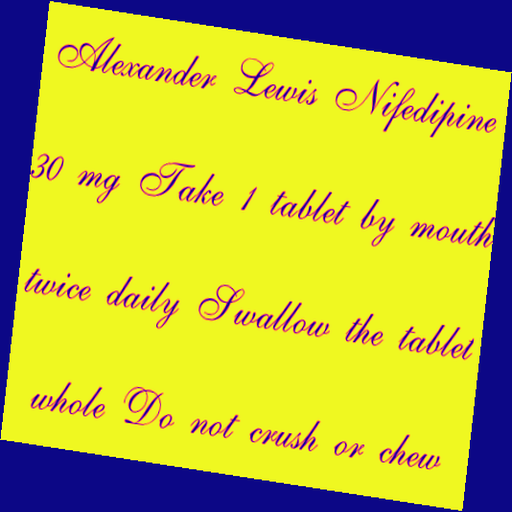 Alexander Lewis Nifedipine
30 mg Take 1 tablet by mouth
twice daily Swallow the tablet
whole Do not crush or chew